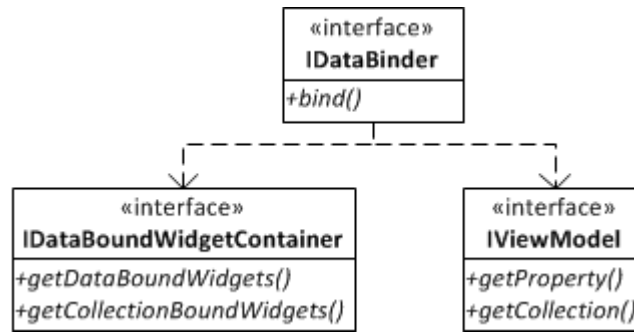 «interface»
IDataBinder
+bind()
«interface»
IDataBoundWidgetContainer
+getDataBoundWidgets()
+getCollectionBoundWidgets()
«interface»
IViewModel
+getProperty()
+getCollection()